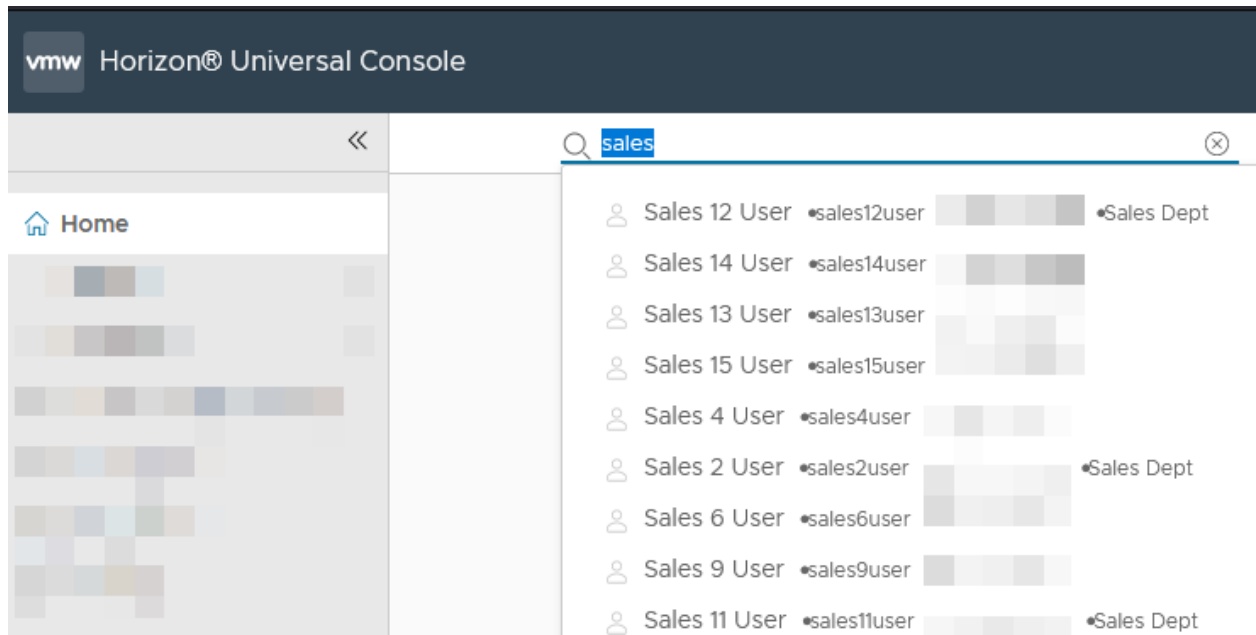 vmw Horizon® Universal Console
sales
Home
Sales 12 User •sales12user •Sales Dept
Sales 14 User •sales14user
Sales 13 User •sales13user
Sales 15 User •sales15user
Sales 4 User •sales4user
Sales 2 User •sales2user •Sales Dept
Sales 6 User •sales6user
Sales 9 User •sales9user
Sales 11 User •sales11user •Sales Dept